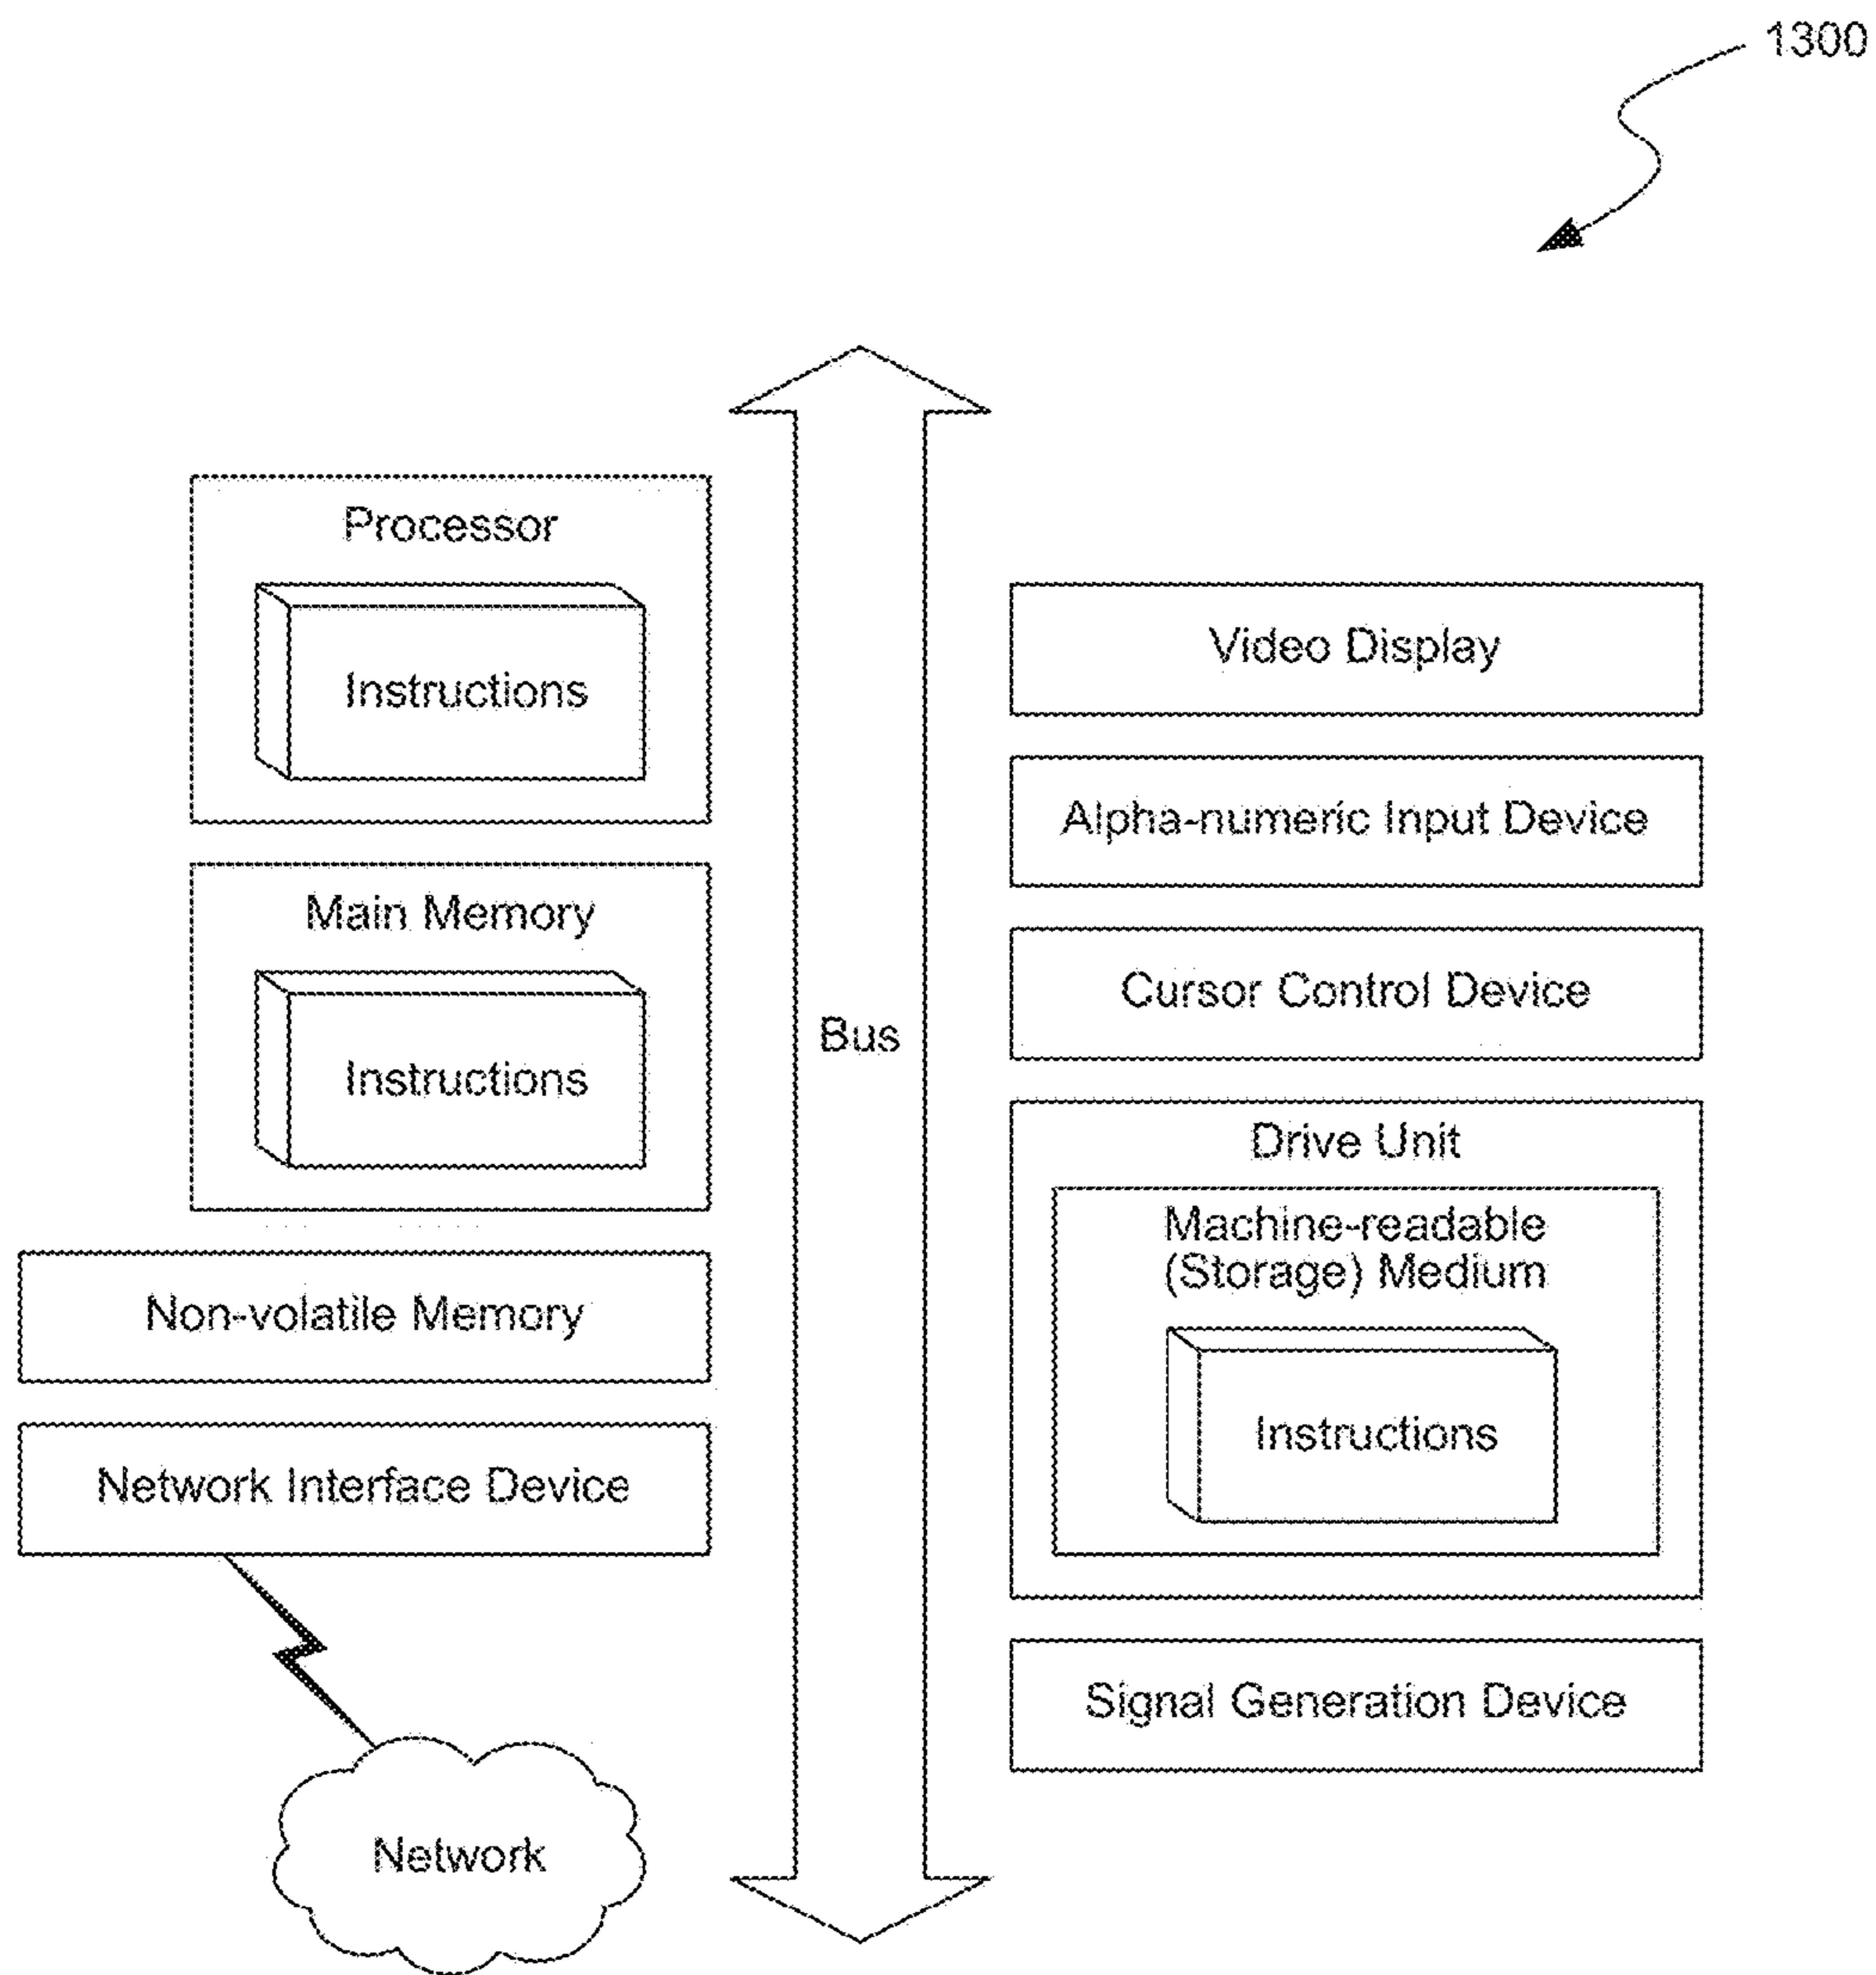 1300
Processor
Instructions
Main Memory
Instructions
Non-volatile Memory
Network Interface Device
Network
Bus
Video Display
Alpha-numeric Input Device
Cursor Control Device
Drive Unit
Machine-readable
(Storage) Medium
Instructions
Signal Generation Device